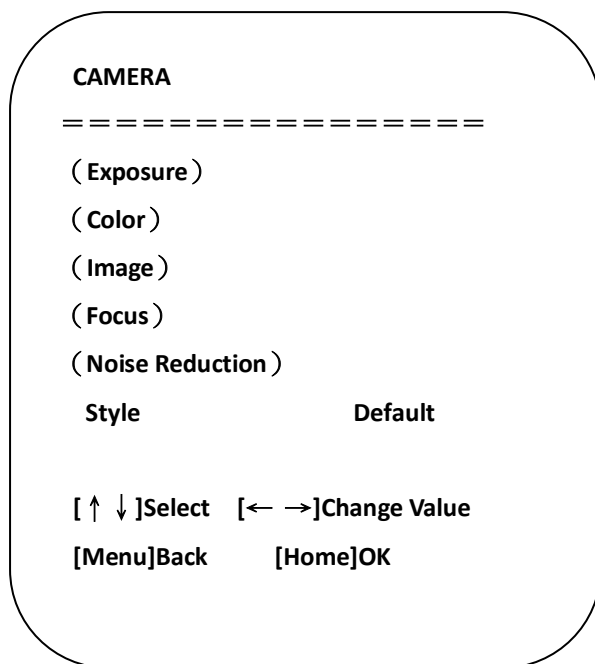 CAMERA
================
(Exposure)
(Color)
(Image)
(Focus)
(Noise Reduction)
Style Default
[↑ ↓]Select [← →]Change Value
[Menu]Back [Home]OK